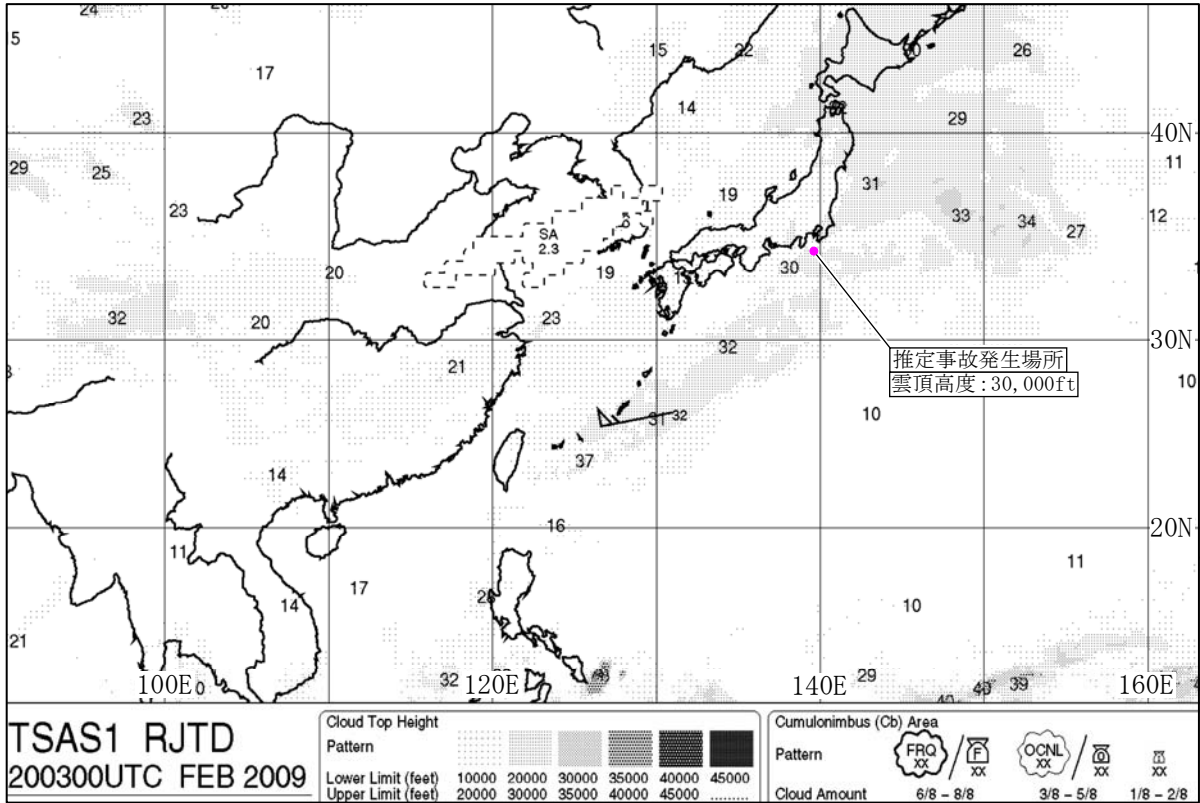 24
5
17
15
22
26
14
23
29
40N
29
25
11
31
23
19
33
34
27
12
SA
2.3
20
19
30
32
20
23
32
30N
21
推定事故発生場所
雲頂高度:30,000ft
10
31
32
10
37
14
16
20N
11
11
17
14
10
21
32
29
39
100E
120E
140E
160E
TSAS1 RJTD
200300UTC FEB 2009
Cloud Top Height
Pattern
Lower Limit (feet) 10000 20000 30000 35000 40000 45000
Upper Limit (feet) 20000 30000 35000 40000 45000 ........
Cumulonimbus (Cb) Area
Pattern FRQ XX / F XX OCNL XX / O XX XX
Cloud Amount 6/8 - 8/8 3/8 - 5/8 1/8 - 2/8